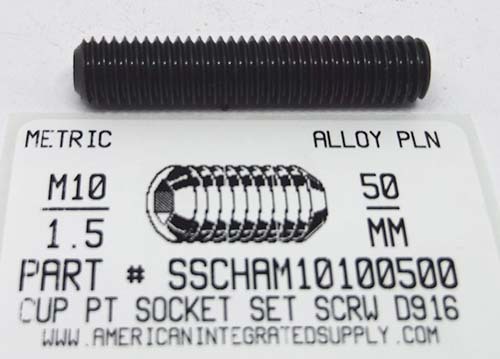 METRIC ALLOY PLN
M10 50
1.5 MM
PART # SSCHAM10100500
CUP PT SOCKET SET SCRW D916
WWW.AMERICANINTEGRATEDSUPPLY.COM